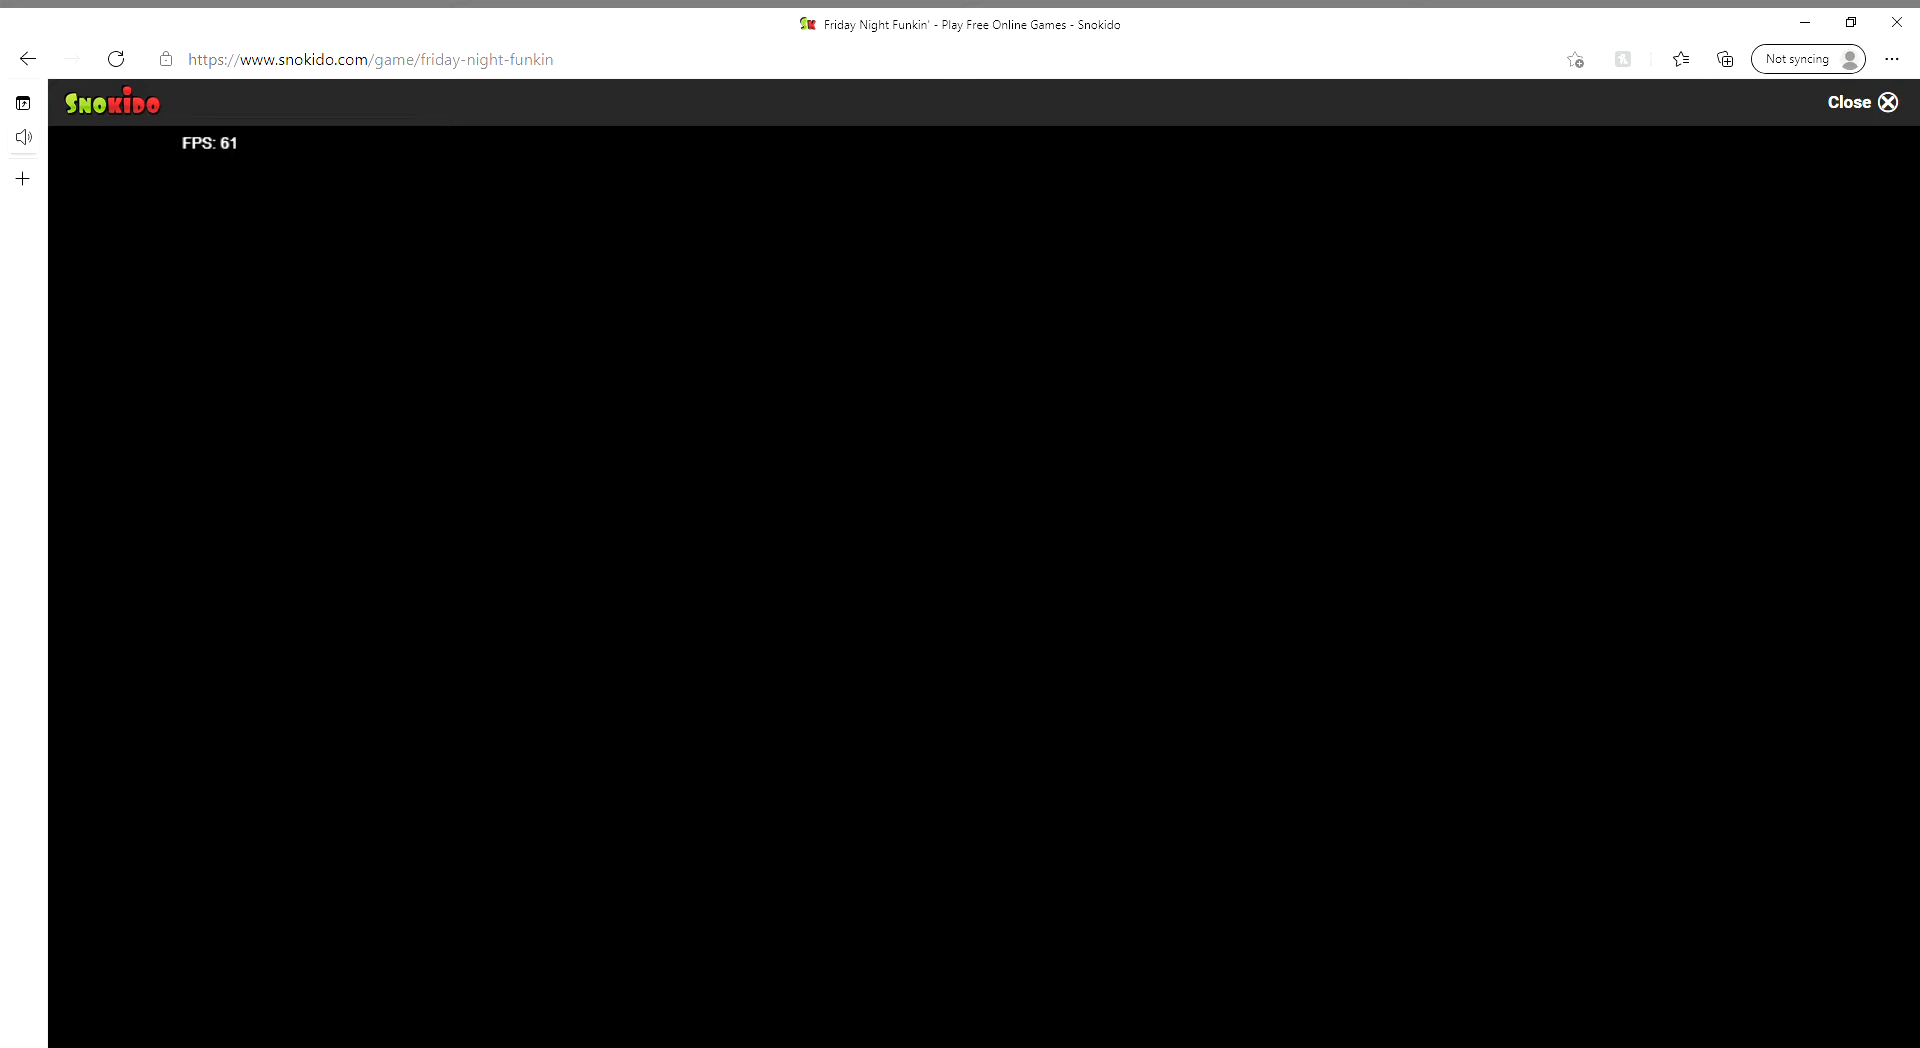 Friday Night Funkin' - Play Free Online Games - Snokido
https://www.snokido.com/game/friday-night-funkin
Not syncing
SNOKIDO
Close
FPS: 61